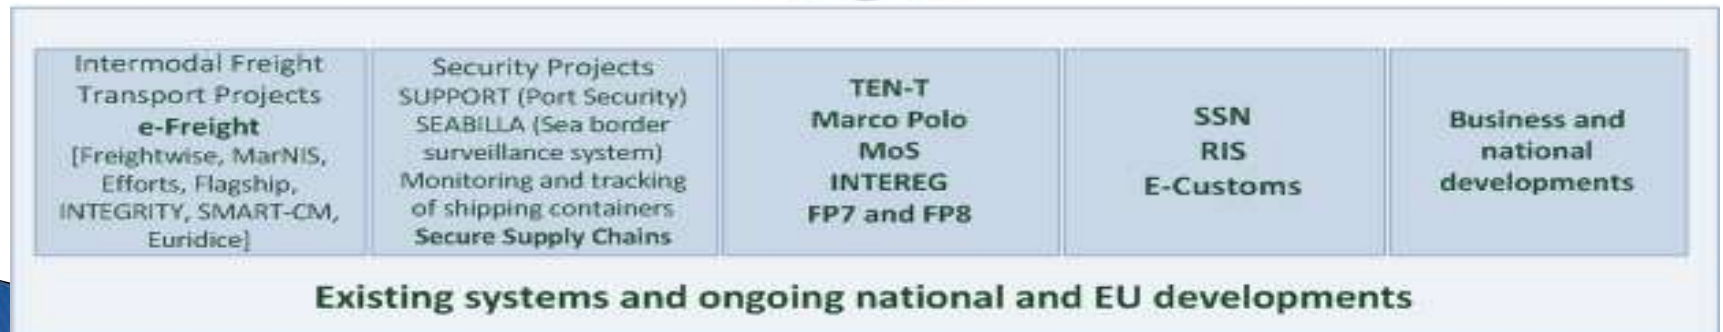 Intermodal Freight
Transport Projects
e-Freight
[Freightwise, MarNIS,
Efforts, Flagship,
INTEGRITY, SMART-CM,
Euridice]
Security Projects
SUPPORT (Port Security)
SEABILLA (Sea border
surveillance system)
Monitoring and tracking
of shipping containers
Secure Supply Chains
TEN-T
Marco Polo
MoS
INTEREG
FP7 and FP8
SSN
RIS
E-Customs
Business and
national
developments
Existing systems and ongoing national and EU developments